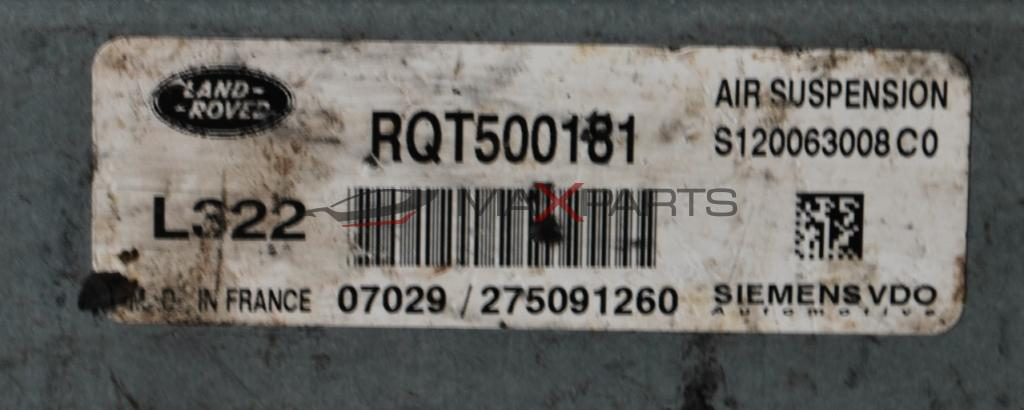 LAND-
-ROVER
RQT500181
AIR SUSPENSION
S120063008 C0
L322
MAXPARTS
IN FRANCE
07029 / 275091260
SIEMENS VDO
Automotive